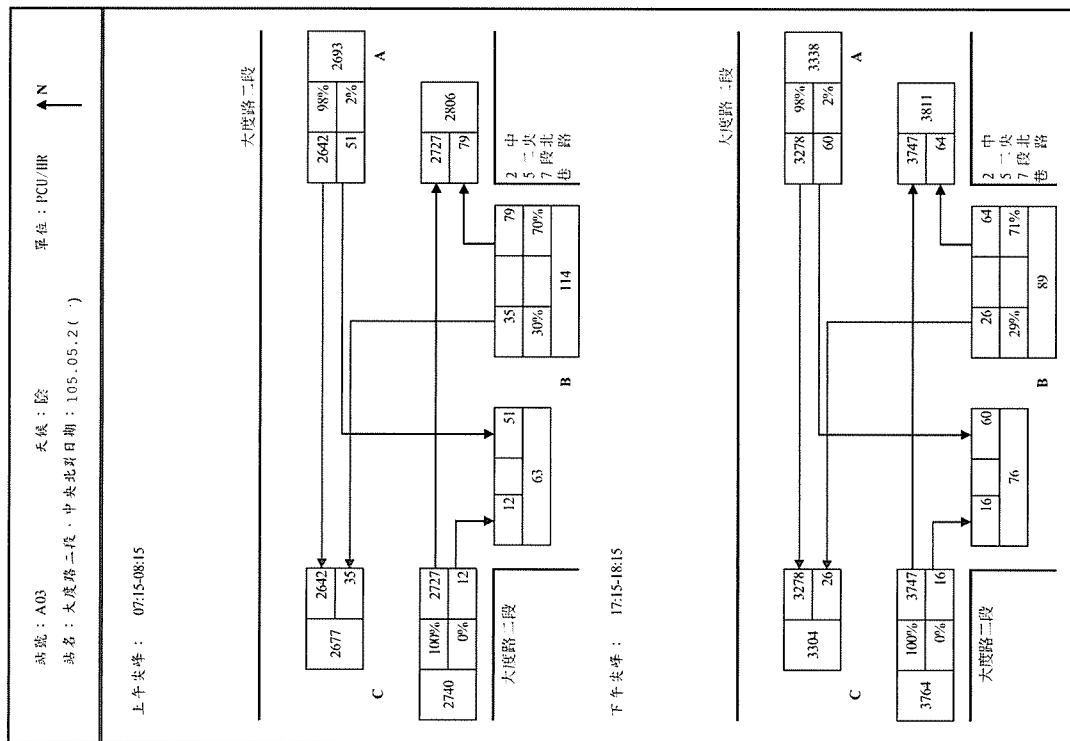 站號：A03 天候：陰 單位：PCU/HR N
站名：大度路二段、中央北路 日期：105.05.2( )
上午尖峰： 07:15-08:15
大度路二段
2642 98% 2693
51 2%
A
2642
35
2677
C
2740 100% 2727
0% 12
2727
79
2806
12 51
63
B
35 79
30% 70%
114
大度路二段
中央北路
二段
257巷
下午尖峰： 17:15-18:15
大度路二段
3278 98% 3338
60 2%
A
3278
26
3304
C
3764 100% 3747
0% 16
3747
64
3811
16 60
76
B
26 64
29% 71%
89
大度路二段
中央北路
二段
257巷